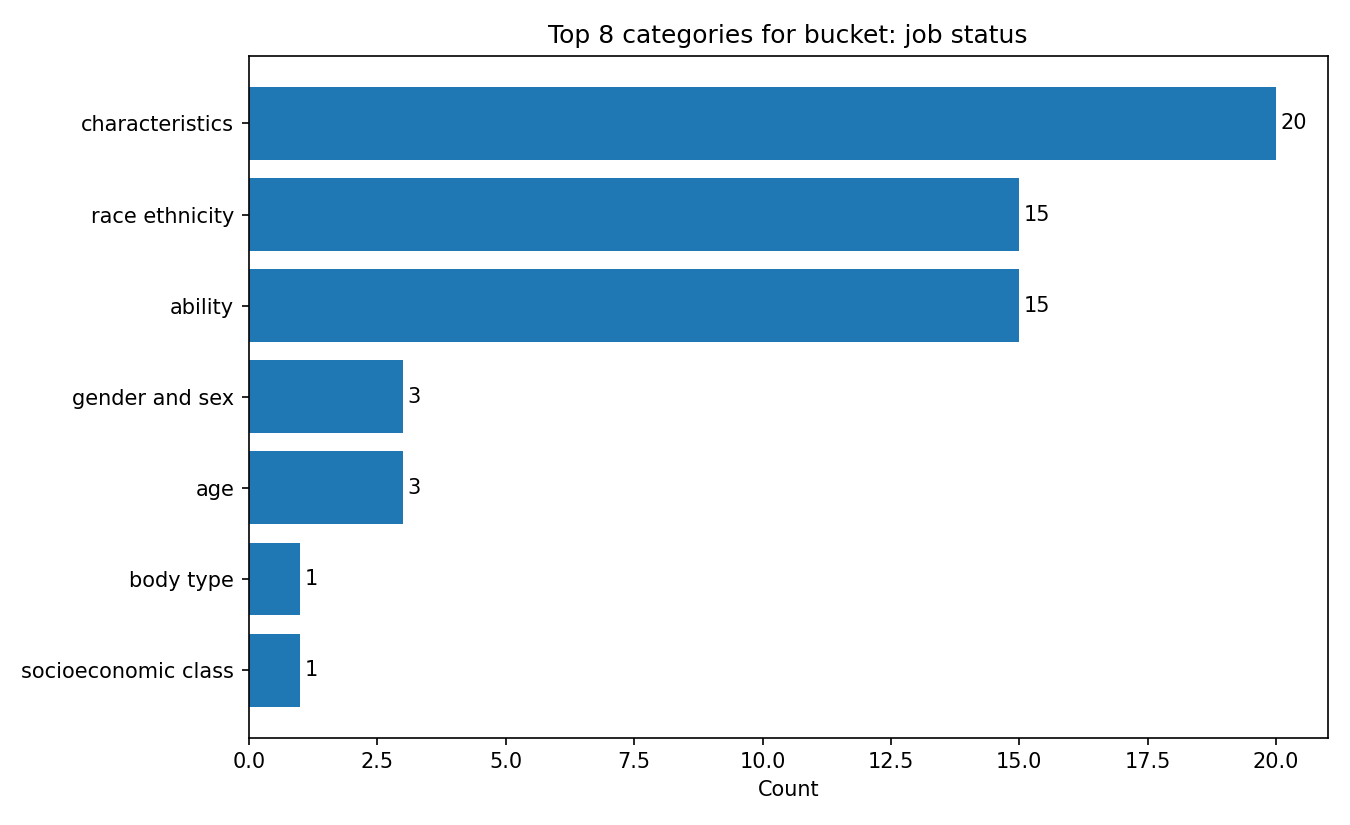 Top 8 categories for bucket: job status
characteristics
20
race ethnicity
15
ability
15
gender and sex
3
age
3
body type
1
socioeconomic class
1
0.0 2.5 5.0 7.5 10.0 12.5 15.0 17.5 20.0
Count